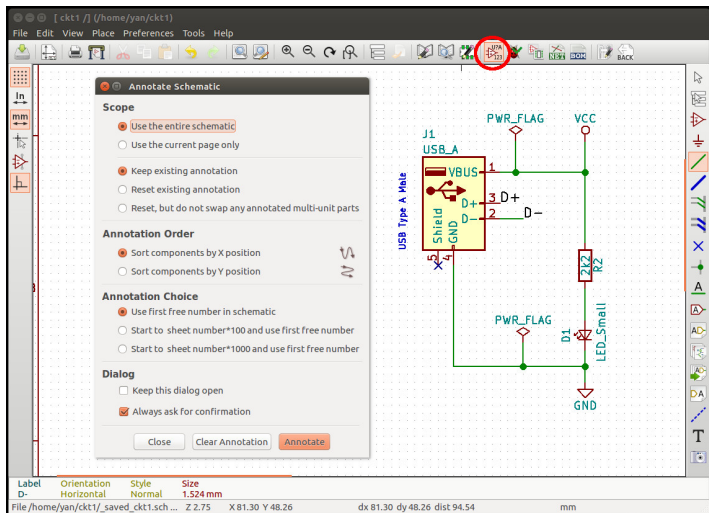 [ ckt1 /] (/home/yan/ckt1)
File Edit View Place Preferences Tools Help
U?A
123
NET
BOM
BACK
In
mm
Annotate Schematic
Scope
Use the entire schematic
Use the current page only
Keep existing annotation
Reset existing annotation
Reset, but do not swap any annotated multi-unit parts
Annotation Order
Sort components by X position
Sort components by Y position
Annotation Choice
Use first free number in schematic
Start to sheet number*100 and use first free number
Start to sheet number*1000 and use first free number
Dialog
Keep this dialog open
Always ask for confirmation
Close Clear Annotation Annotate
J1
USB_A
USB Type A Male
VBUS 1
D+ 3 D+
D- 2 D-
Shield
GND
5 4
PWR_FLAG
VCC
2k2
R2
PWR_FLAG
D1
LED_Small
GND
A
A
AD
AD
DA
T
Label Orientation Style Size
D- Horizontal Normal 1.524 mm
File /home/yan/ckt1/_saved_ckt1.sch ... Z 2.75 X 81.30 Y 48.26 dx 81.30 dy 48.26 dist 94.54 mm